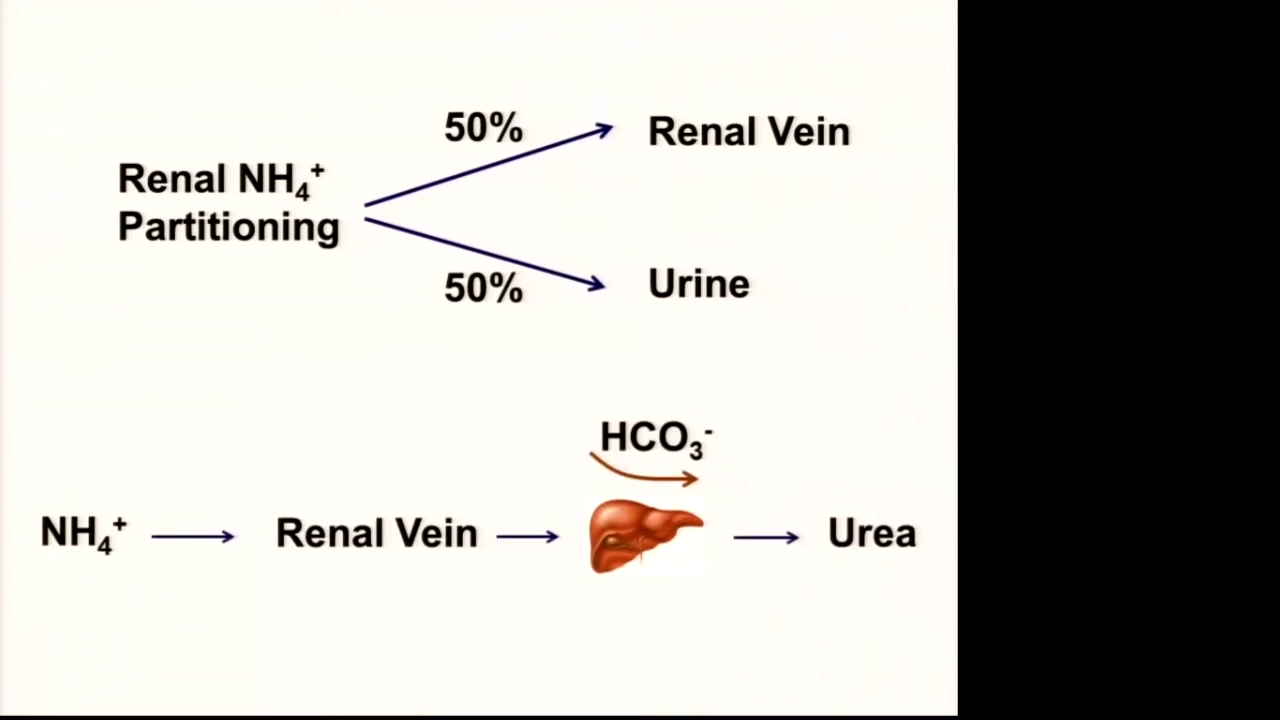 50%
Renal Vein
Renal NH₄⁺
Partitioning
50%
Urine
HCO₃⁻
NH₄⁺
Renal Vein
Urea